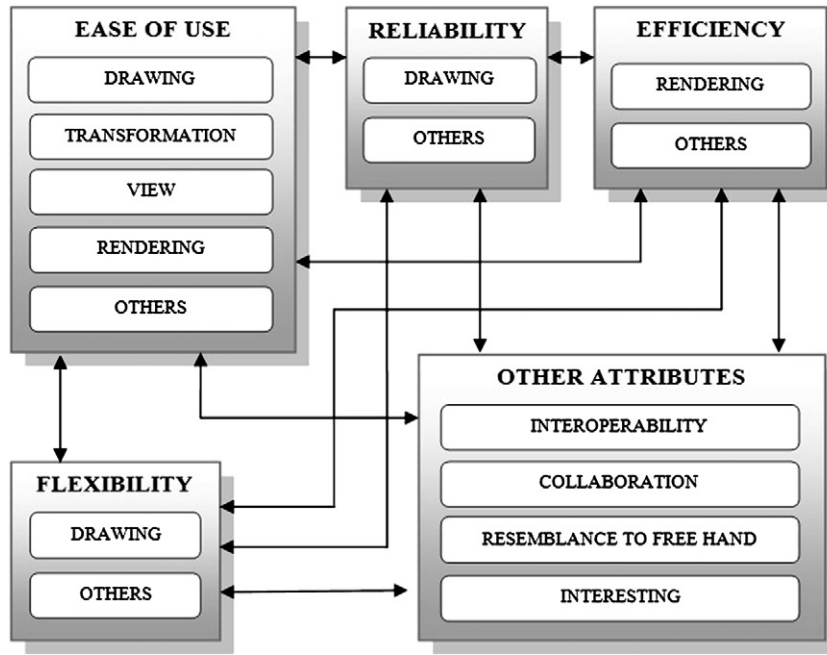 EASE OF USE
DRAWING
TRANSFORMATION
VIEW
RENDERING
OTHERS
RELIABILITY
DRAWING
OTHERS
EFFICIENCY
RENDERING
OTHERS
FLEXIBILITY
DRAWING
OTHERS
OTHER ATTRIBUTES
INTEROPERABILITY
COLLABORATION
RESEMBLANCE TO FREE HAND
INTERESTING